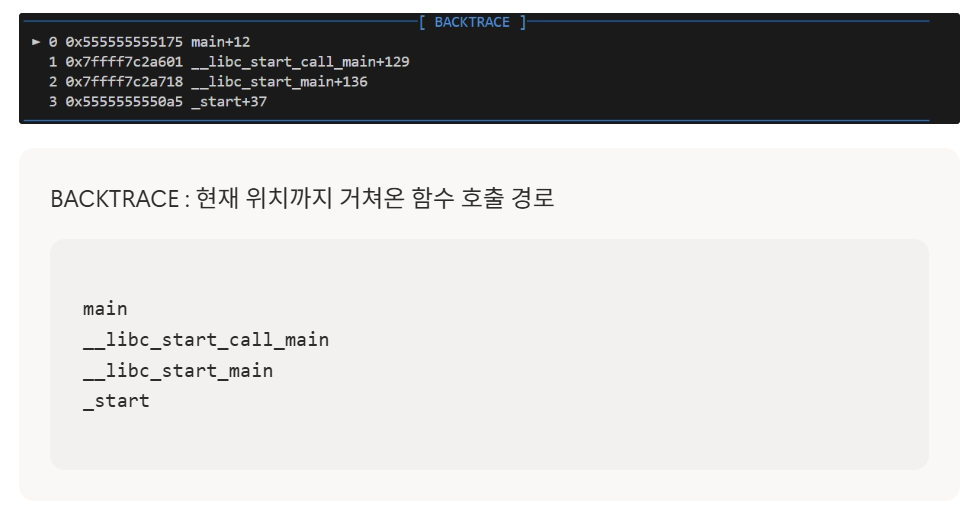 [ BACKTRACE ]
► 0 0x555555555175 main+12
1 0x7ffff7c2a601 __libc_start_call_main+129
2 0x7ffff7c2a718 __libc_start_main+136
3 0x5555555550a5 _start+37
BACKTRACE : 현재 위치까지 거쳐온 함수 호출 경로
main
__libc_start_call_main
__libc_start_main
_start